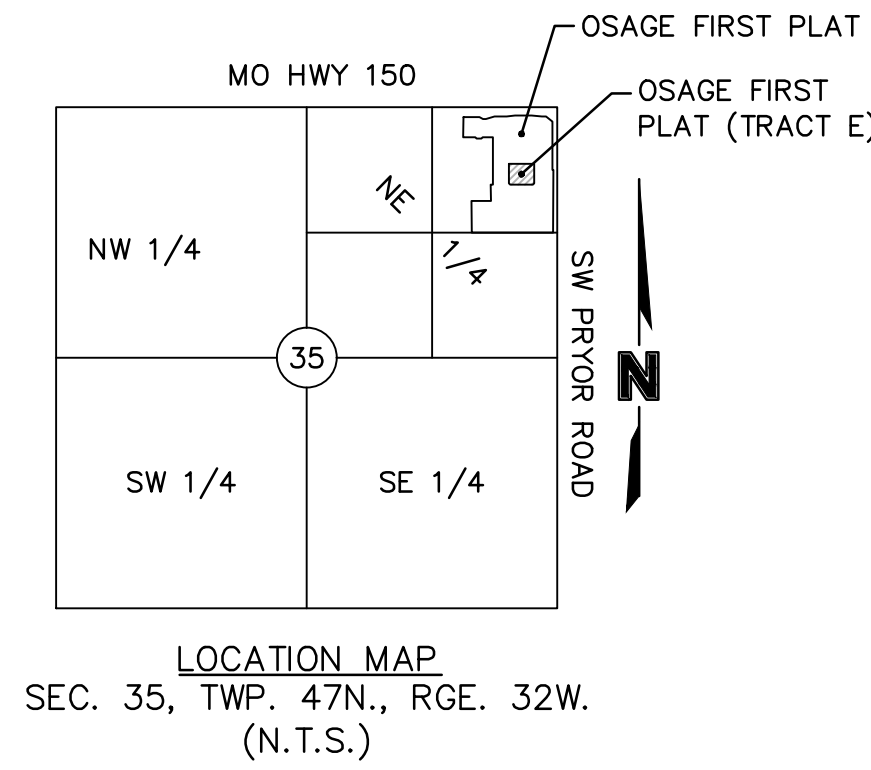 OSAGE FIRST PLAT
MO HWY 150
OSAGE FIRST
PLAT (TRACT E)
NE
1/4
NW 1/4
SW PRYOR ROAD
35
N
SW 1/4
SE 1/4
LOCATION MAP
SEC. 35, TWP. 47N., RGE. 32W.
(N.T.S.)